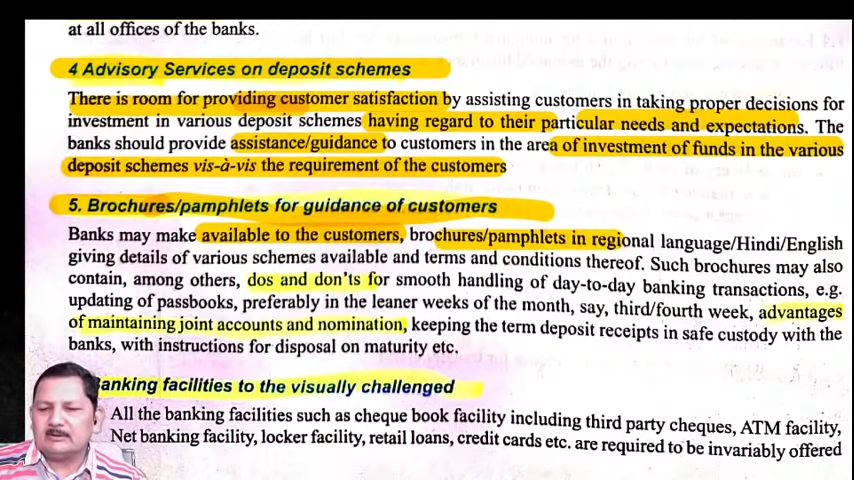 at all offices of the banks.
4 Advisory Services on deposit schemes
There is room for providing customer satisfaction by assisting customers in taking proper decisions for
investment in various deposit schemes having regard to their particular needs and expectations. The
banks should provide assistance/guidance to customers in the area of investment of funds in the various
deposit schemes vis-à-vis the requirement of the customers
5. Brochures/pamphlets for guidance of customers
Banks may make available to the customers, brochures/pamphlets in regional language/Hindi/English
giving details of various schemes available and terms and conditions thereof. Such brochures may also
contain, among others, dos and don'ts for smooth handling of day-to-day banking transactions, e.g.
updating of passbooks, preferably in the leaner weeks of the month, say, third/fourth week, advantages
of maintaining joint accounts and nomination, keeping the term deposit receipts in safe custody with the
banks, with instructions for disposal on maturity etc.
anking facilities to the visually challenged
All the banking facilities such as cheque book facility including third party cheques, ATM facility,
Net banking facility, locker facility, retail loans, credit cards etc. are required to be invariably offered